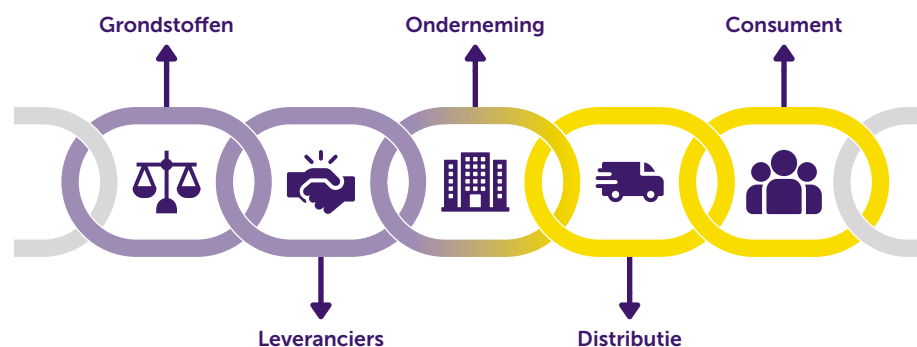 Grondstoffen
Onderneming
Consument
Leveranciers
Distributie